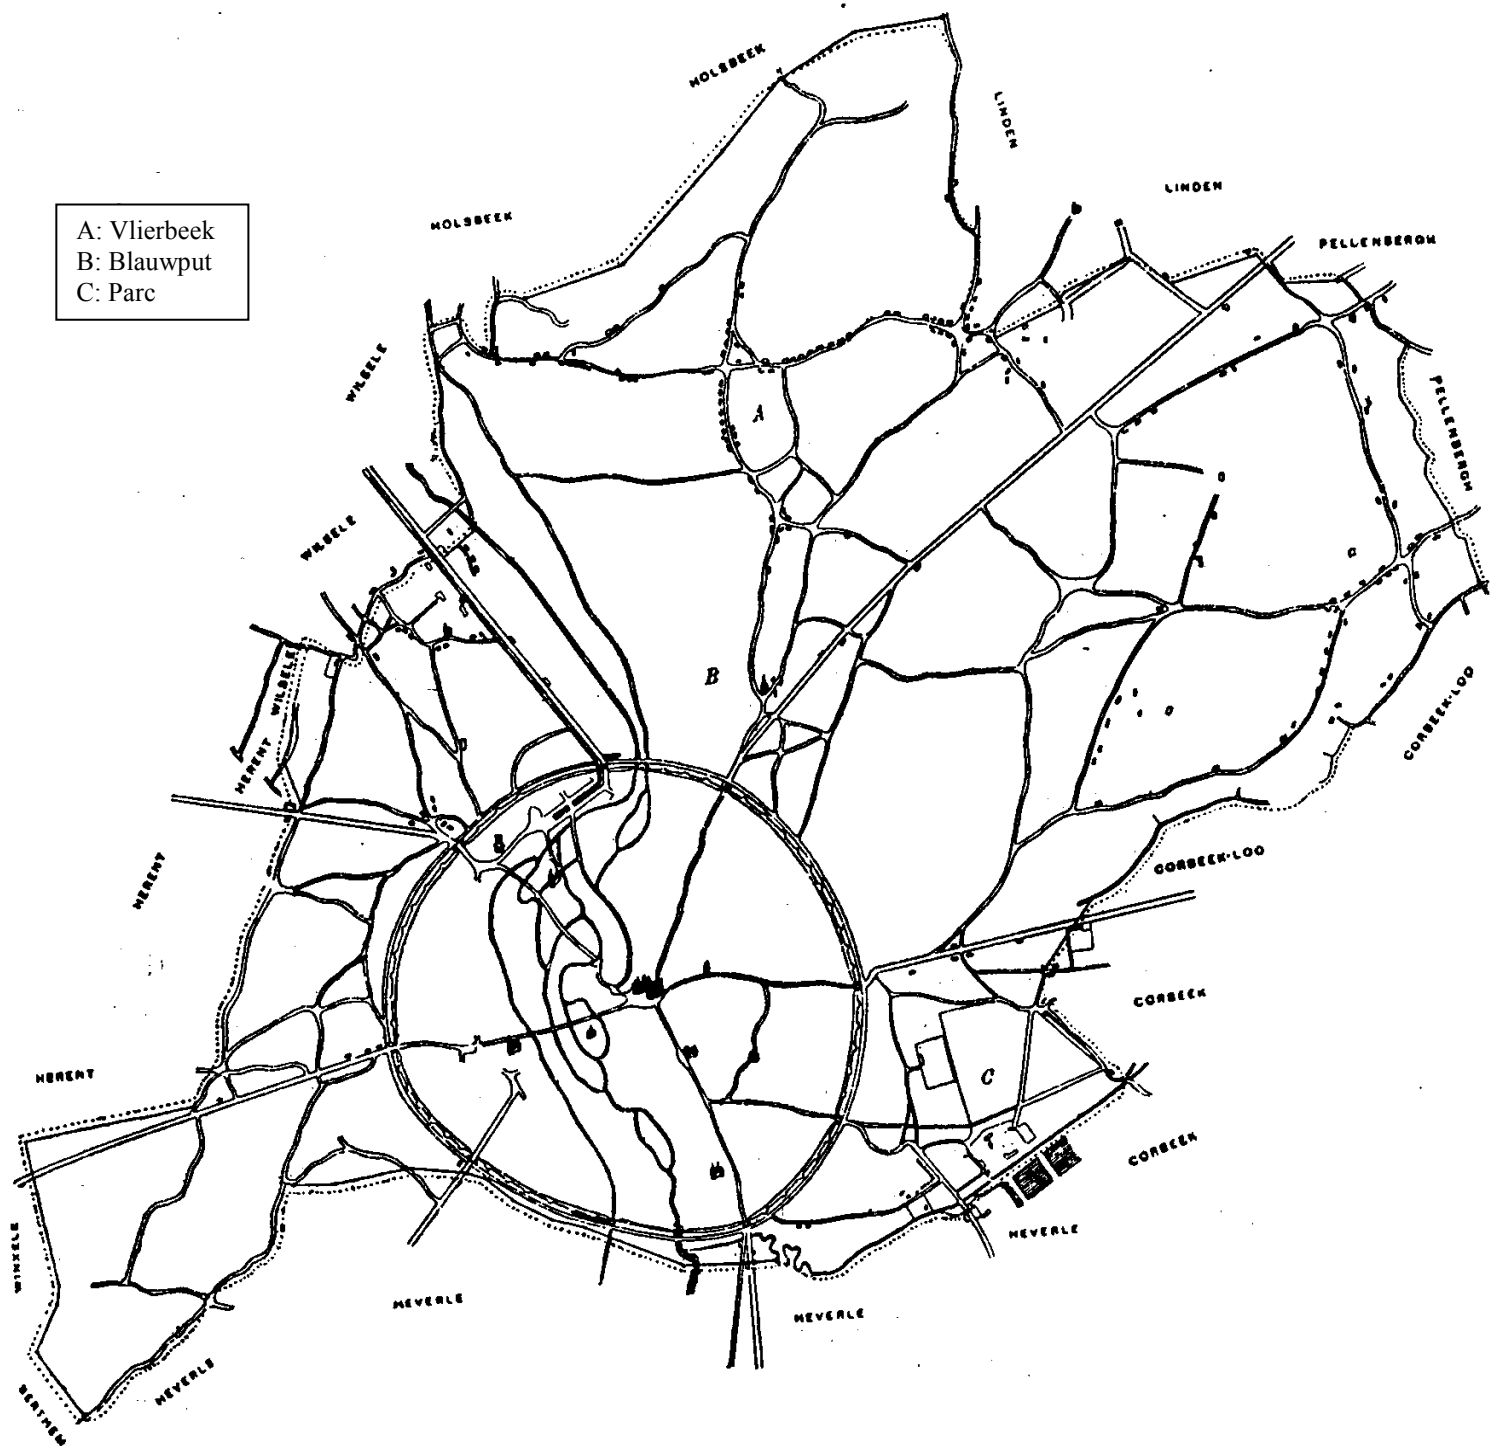 HOLSBEEK
LINDEN
LINDEN
HOLSBEEK
A: Vlierbeek
B: Blauwput
C: Parc
PELLENBERGH
WILSELE
PELLENBERGH
A
WILSELE
a
B
WILSELE
CORBEEK-LOO
HERENT
CORBEEK-LOO
HERENT
CORBEEK
HERENT
C
CORBEEK
HEVERLE
WINXELE
HEVERLE
HEVERLE
HEVERLE
BERTHEM